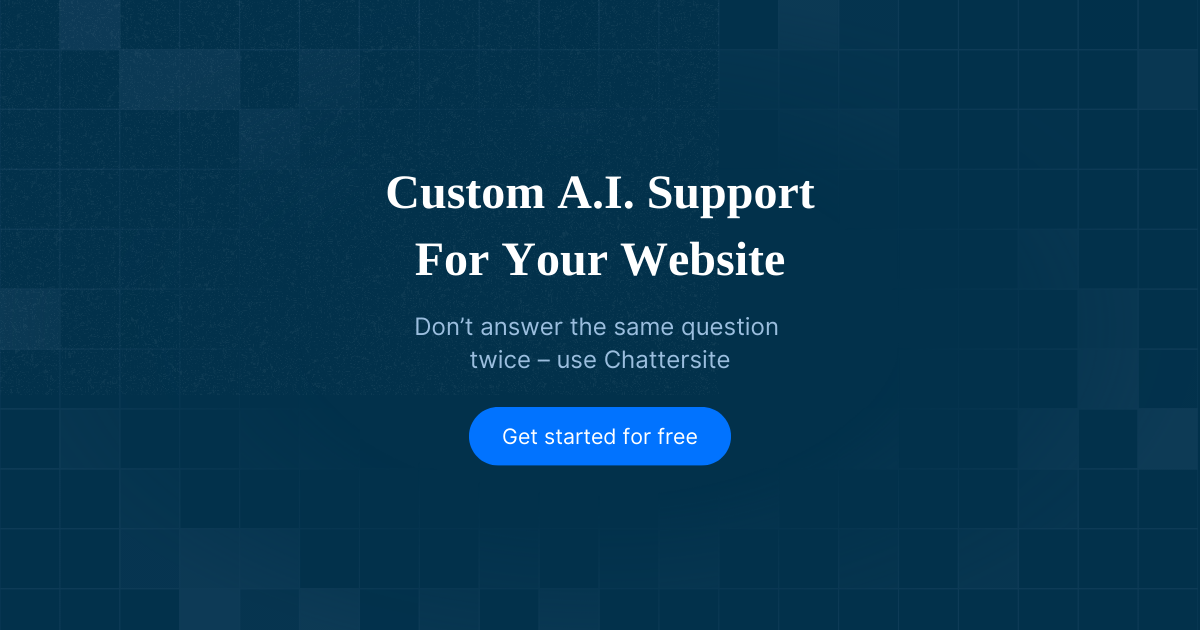 Custom A.I. Support
For Your Website
Don’t answer the same question
twice – use Chattersite
Get started for free